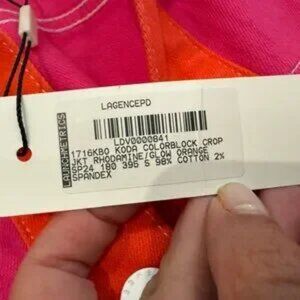 LAGENCEPD
LAUNCHMETRICS
LDV0000841
1716KBO KODA COLORBLOCK CROP
JKT RHODAMINE/GLOW ORANGE
SP24 180 395 S 98% COTTON 2%
SPANDEX